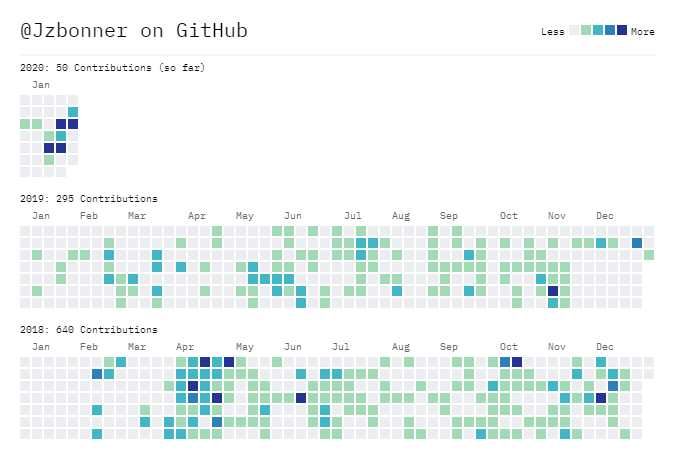 @Jzbonner on GitHub
Less More
2020: 50 Contributions (so far)
Jan
2019: 295 Contributions
Jan Feb Mar Apr May Jun Jul Aug Sep Oct Nov Dec
2018: 640 Contributions
Jan Feb Mar Apr May Jun Jul Aug Sep Oct Nov Dec